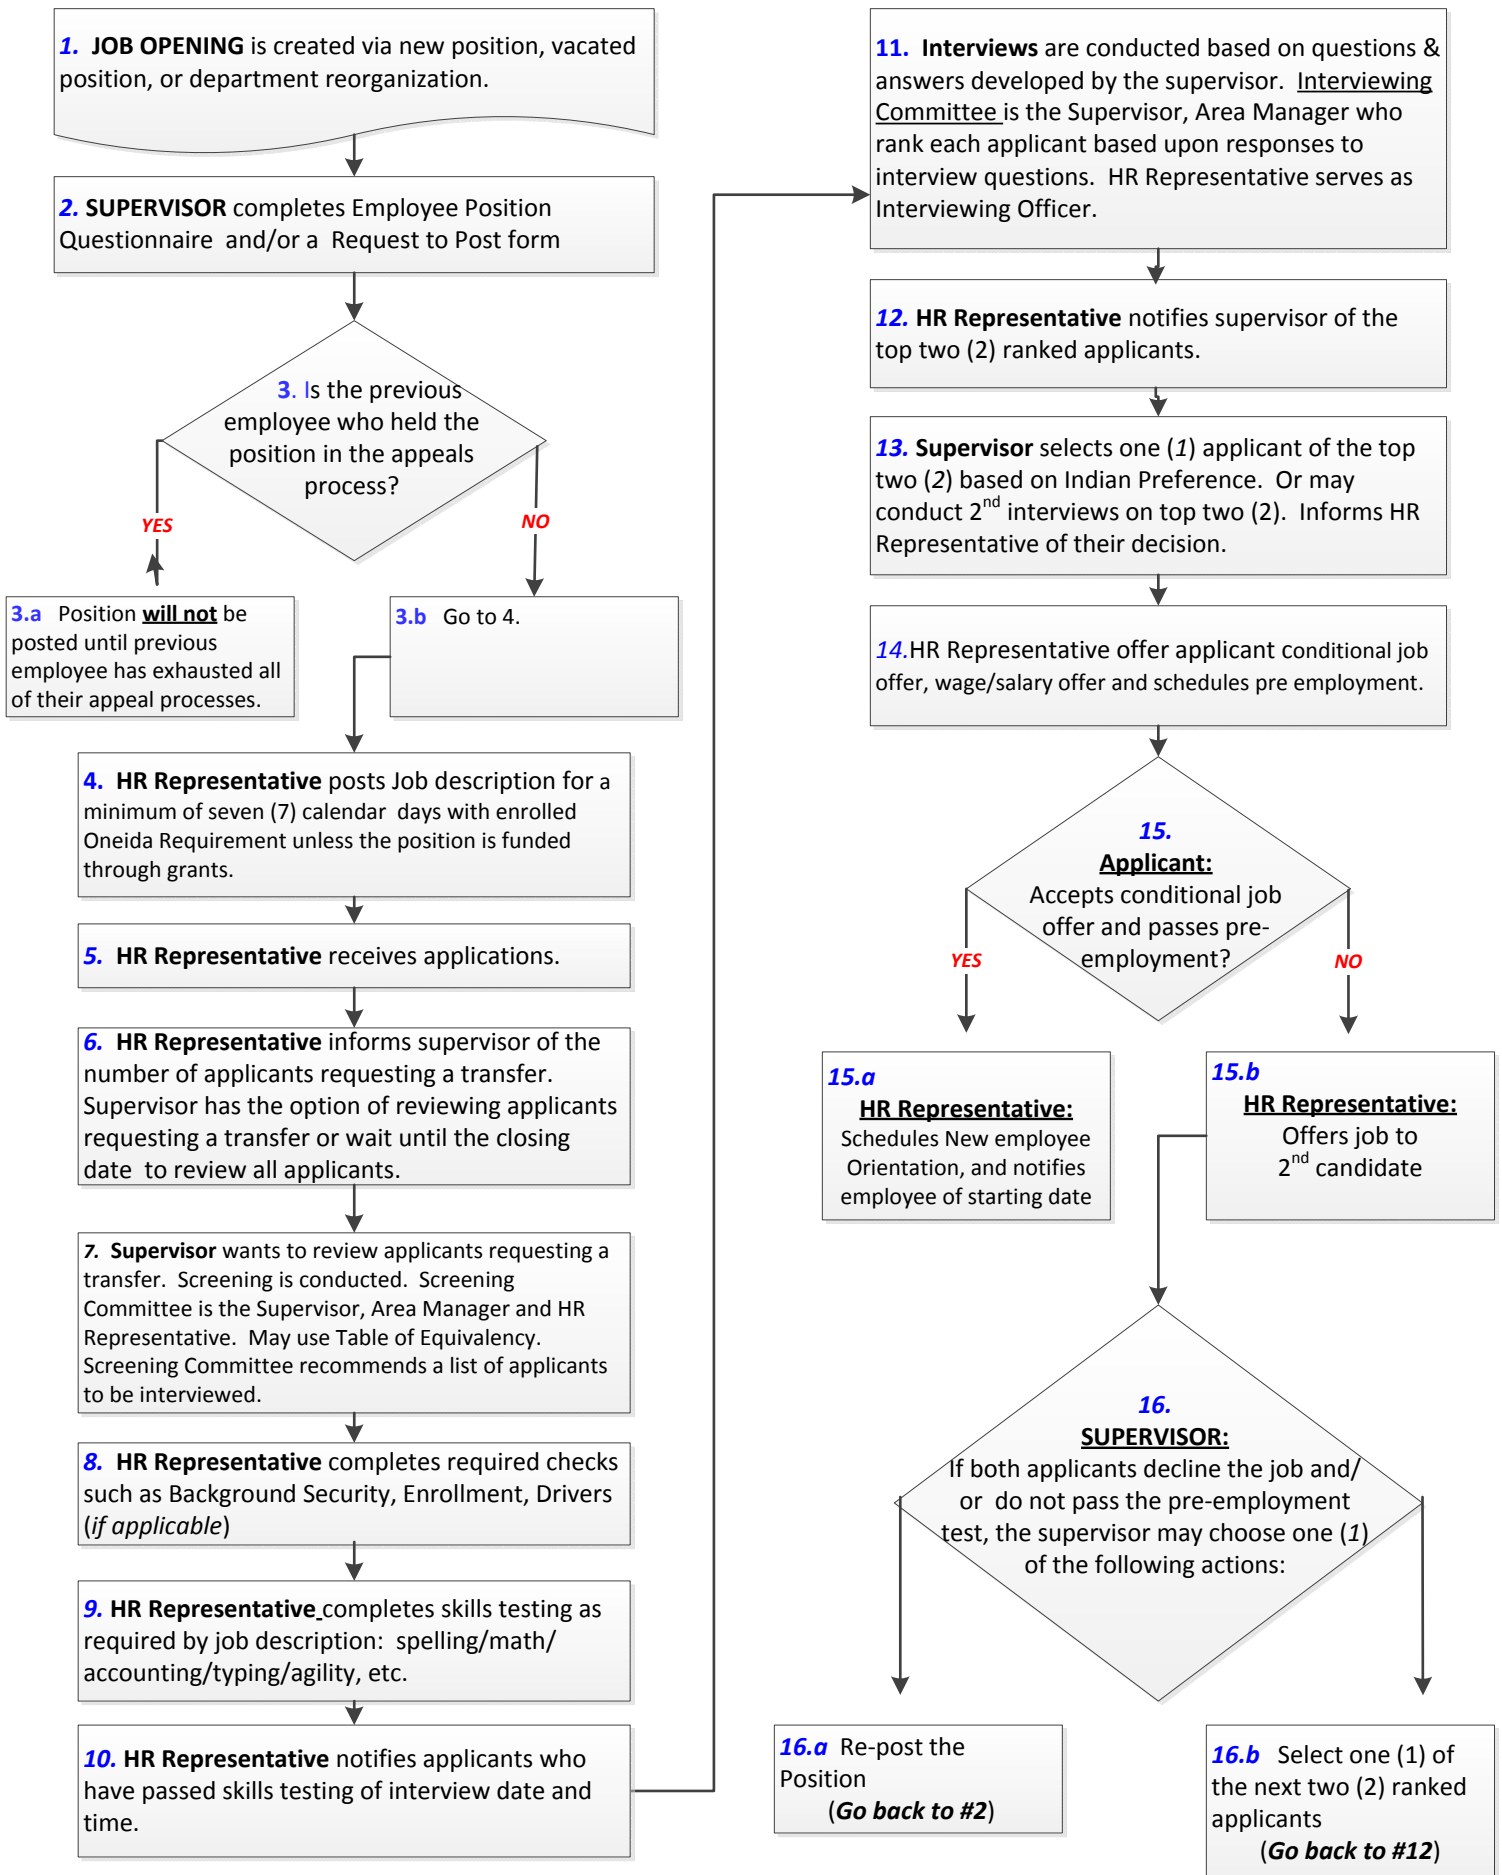 1. JOB OPENING is created via new position, vacated
position, or department reorganization.
2. SUPERVISOR completes Employee Position
Questionnaire and/or a Request to Post form
3. Is the previous
employee who held the
position in the appeals
process?
YES
NO
3.a Position will not be
posted until previous
employee has exhausted all
of their appeal processes.
3.b Go to 4.
4. HR Representative posts Job description for a
minimum of seven (7) calendar days with enrolled
Oneida Requirement unless the position is funded
through grants.
5. HR Representative receives applications.
6. HR Representative informs supervisor of the
number of applicants requesting a transfer.
Supervisor has the option of reviewing applicants
requesting a transfer or wait until the closing
date to review all applicants.
7. Supervisor wants to review applicants requesting a
transfer. Screening is conducted. Screening
Committee is the Supervisor, Area Manager and HR
Representative. May use Table of Equivalency.
Screening Committee recommends a list of applicants
to be interviewed.
8. HR Representative completes required checks
such as Background Security, Enrollment, Drivers
(if applicable)
9. HR Representative completes skills testing as
required by job description: spelling/math/
accounting/typing/agility, etc.
10. HR Representative notifies applicants who
have passed skills testing of interview date and
time.
11. Interviews are conducted based on questions &
answers developed by the supervisor. Interviewing
Committee is the Supervisor, Area Manager who
rank each applicant based upon responses to
interview questions. HR Representative serves as
Interviewing Officer.
12. HR Representative notifies supervisor of the
top two (2) ranked applicants.
13. Supervisor selects one (1) applicant of the top
two (2) based on Indian Preference. Or may
conduct 2nd interviews on top two (2). Informs HR
Representative of their decision.
14.HR Representative offer applicant conditional job
offer, wage/salary offer and schedules pre employment.
15.
Applicant:
Accepts conditional job
offer and passes pre-
employment?
YES
NO
15.a
HR Representative:
Schedules New employee
Orientation, and notifies
employee of starting date
15.b
HR Representative:
Offers job to
2nd candidate
16.
SUPERVISOR:
If both applicants decline the job and/
or do not pass the pre-employment
test, the supervisor may choose one (1)
of the following actions:
16.a Re-post the
Position
(Go back to #2)
16.b Select one (1) of
the next two (2) ranked
applicants
(Go back to #12)